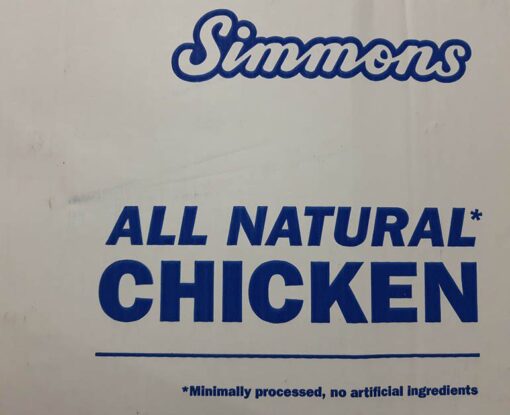 Simmons
ALL NATURAL*
CHICKEN
*Minimally processed, no artificial ingredients